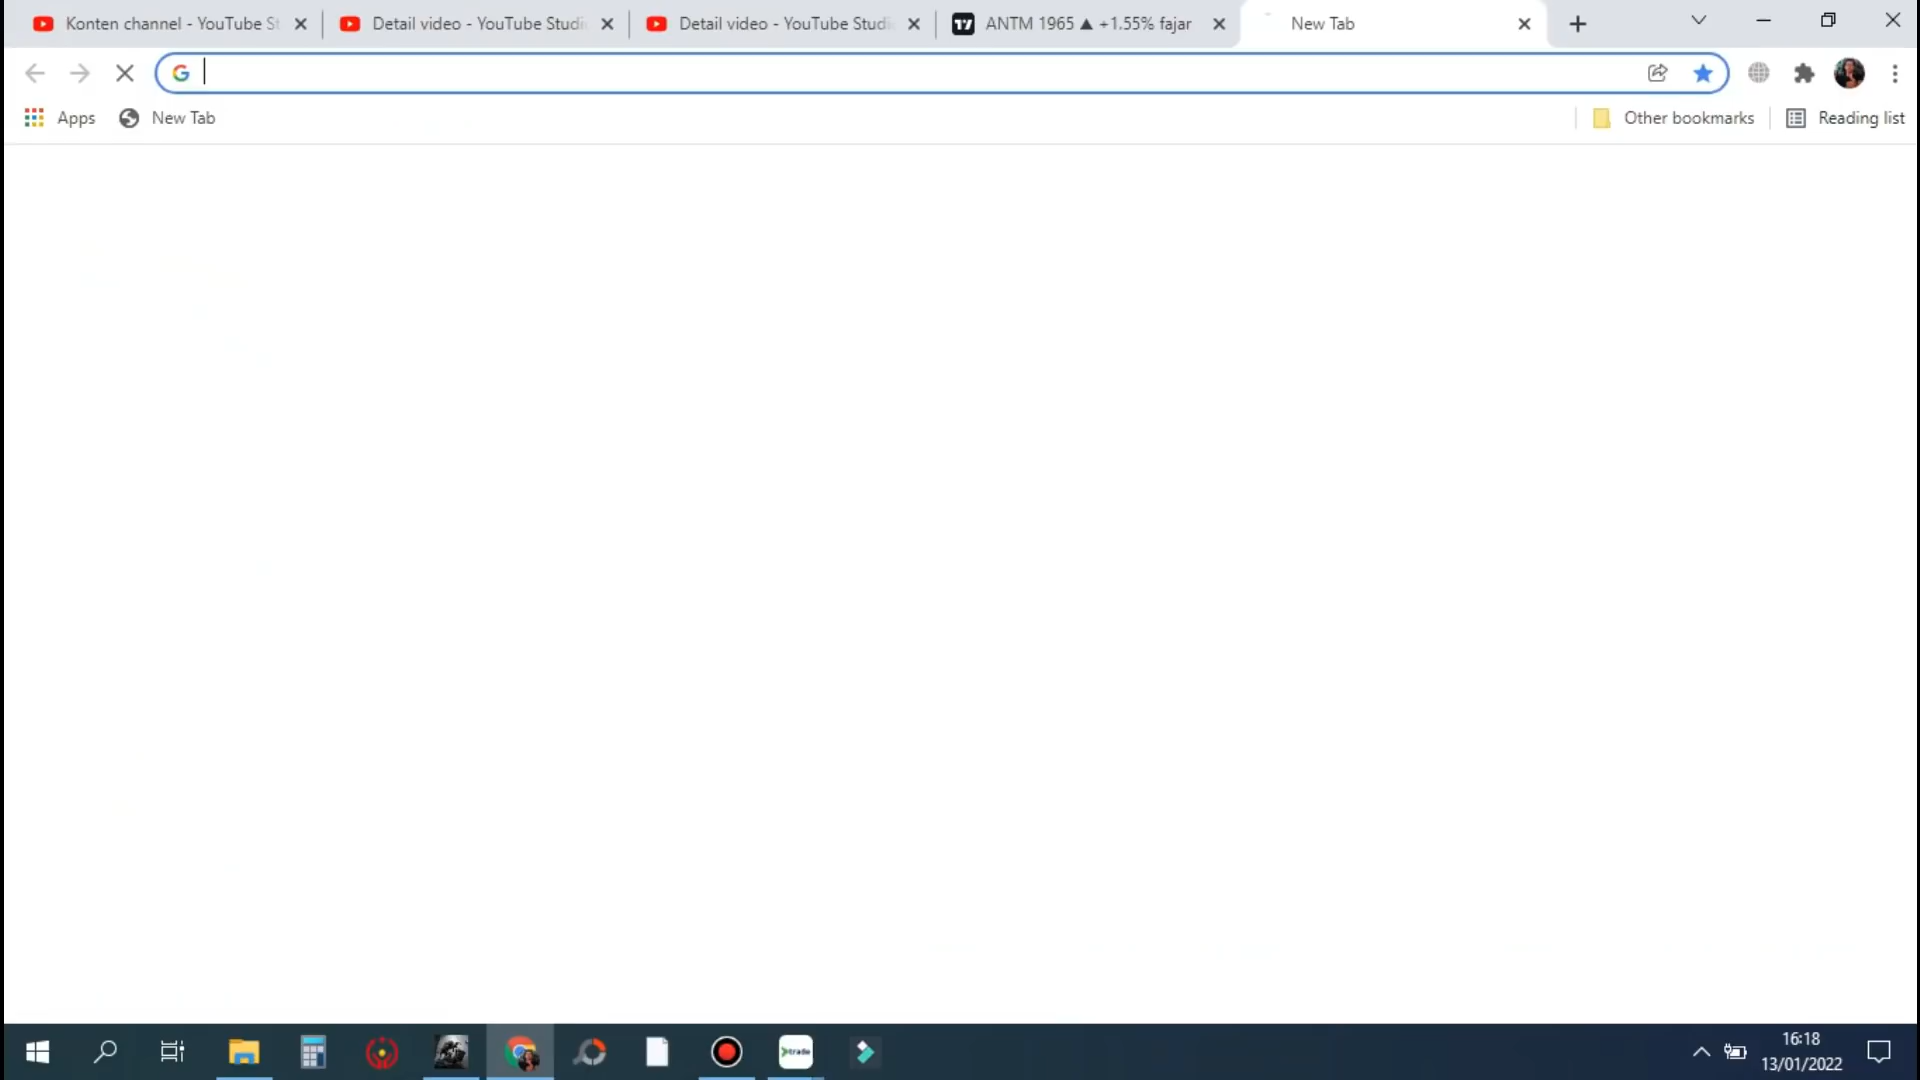 Konten channel - YouTube St
Detail video - YouTube Studi
Detail video - YouTube Studi
ANTM 1965 ▲ +1.55% fajar
New Tab
Apps
New Tab
Other bookmarks
Reading list
trade
16:18
13/01/2022